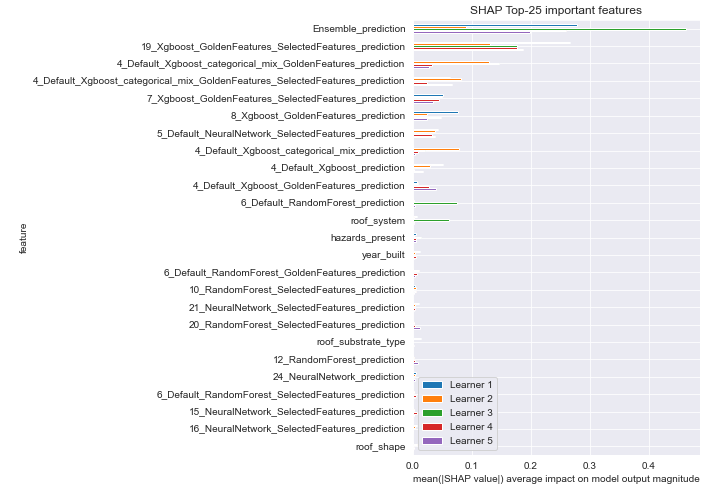 SHAP Top-25 important features
Ensemble_prediction
19_Xgboost_GoldenFeatures_SelectedFeatures_prediction
4_Default_Xgboost_categorical_mix_GoldenFeatures_prediction
4_Default_Xgboost_categorical_mix_GoldenFeatures_SelectedFeatures_prediction
7_Xgboost_GoldenFeatures_SelectedFeatures_prediction
8_Xgboost_GoldenFeatures_prediction
5_Default_NeuralNetwork_SelectedFeatures_prediction
4_Default_Xgboost_categorical_mix_prediction
4_Default_Xgboost_prediction
4_Default_Xgboost_GoldenFeatures_prediction
6_Default_RandomForest_prediction
roof_system
hazards_present
year_built
6_Default_RandomForest_GoldenFeatures_prediction
10_RandomForest_SelectedFeatures_prediction
21_NeuralNetwork_SelectedFeatures_prediction
20_RandomForest_SelectedFeatures_prediction
roof_substrate_type
12_RandomForest_prediction
24_NeuralNetwork_prediction
6_Default_RandomForest_SelectedFeatures_prediction
15_NeuralNetwork_SelectedFeatures_prediction
16_NeuralNetwork_SelectedFeatures_prediction
roof_shape
feature
Learner 1
Learner 2
Learner 3
Learner 4
Learner 5
0.0 0.1 0.2 0.3 0.4
mean(|SHAP value|) average impact on model output magnitude